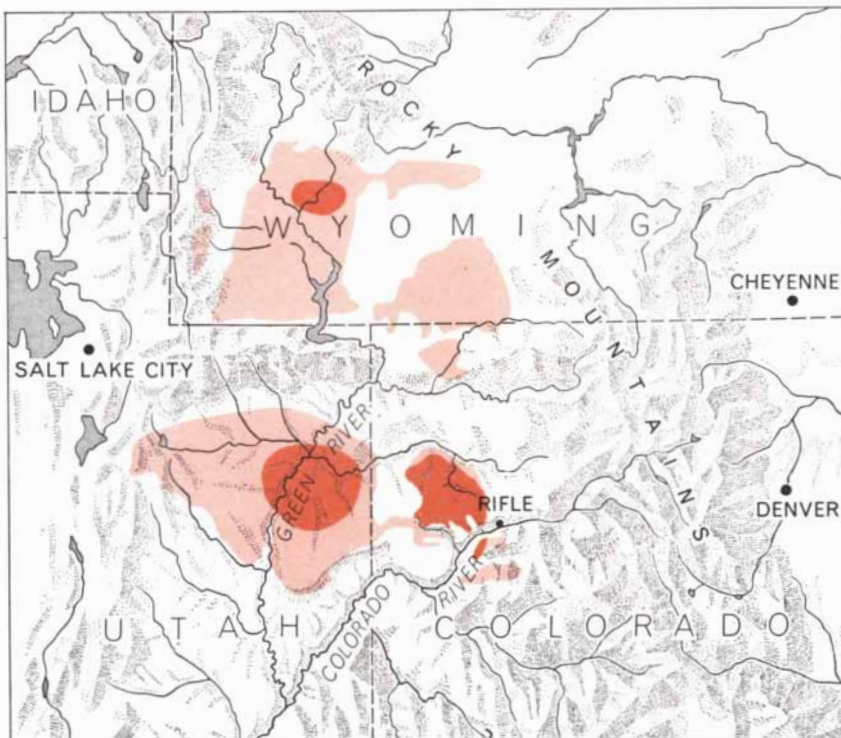 ROCKY
IDAHO
WYOMING
MOUNTAINS
CHEYENNE
SALT LAKE CITY
GREEN RIVER
RIFLE
DENVER
COLORADO RIVER
UTAH
COLORADO